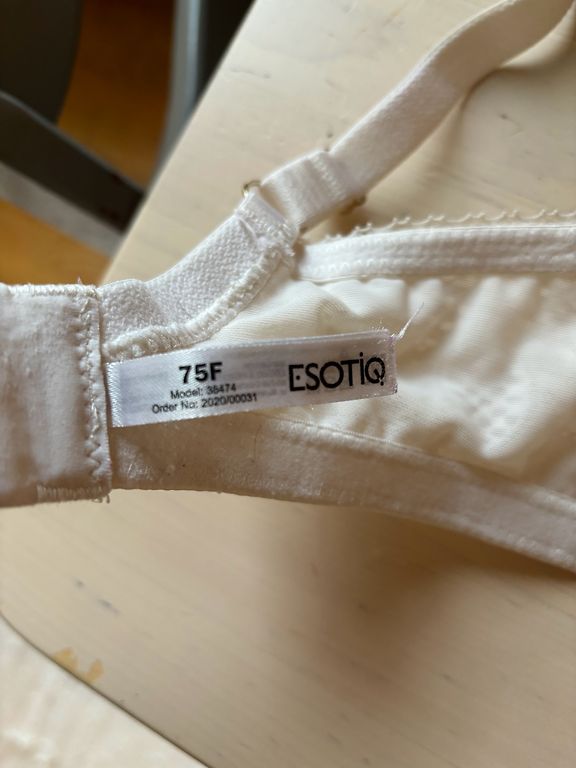 75F
Model: 38474
Order No: 2020/00031
ESOTIQ